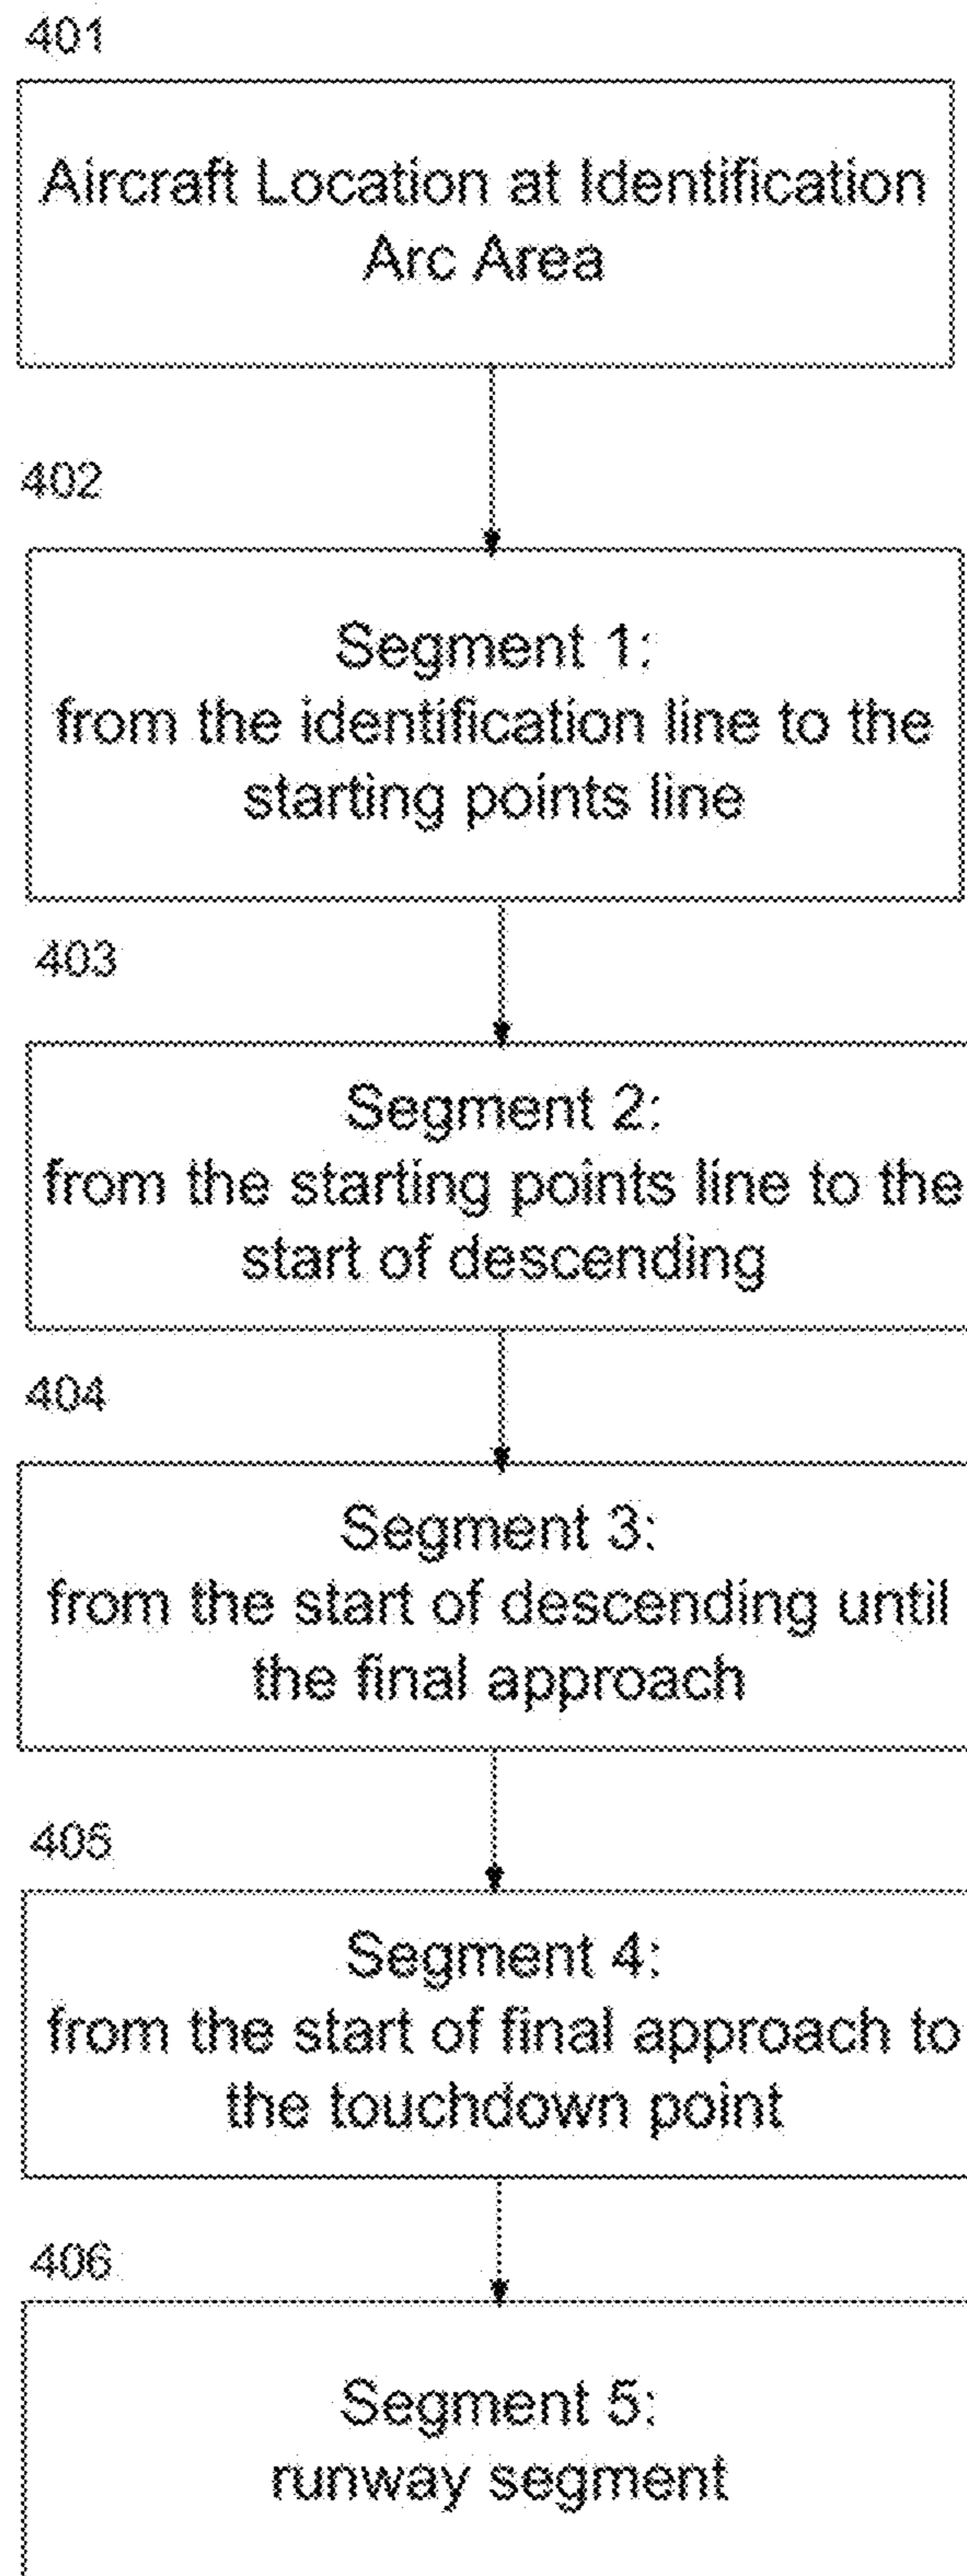 401
Aircraft Location at Identification
Arc Area
402
Segment 1:
from the identification line to the
starting points line
403
Segment 2:
from the starting points line to the
start of descending
404
Segment 3:
from the start of descending until
the final approach
405
Segment 4:
from the start of final approach to
the touchdown point
406
Segment 5:
runway segment